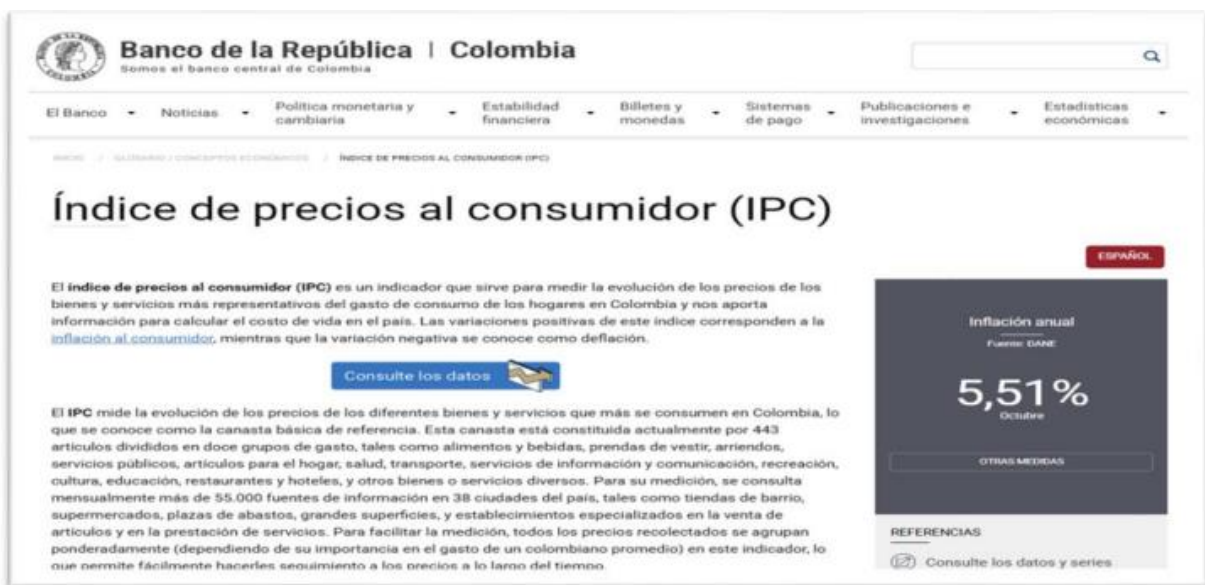 Banco de la República | Colombia
Somos el banco central de Colombia
El Banco
Noticias
Política monetaria y
cambiaria
Estabilidad
financiera
Billetes y
monedas
Sistemas
de pago
Publicaciones e
investigaciones
Estadísticas
económicas
INICIO / GLOSARIO / CONCEPTOS ECONÓMICOS / ÍNDICE DE PRECIOS AL CONSUMIDOR (IPC)
Índice de precios al consumidor (IPC)
ESPAÑOL
El índice de precios al consumidor (IPC) es un indicador que sirve para medir la evolución de los precios de los
bienes y servicios más representativos del gasto de consumo de los hogares en Colombia y nos aporta
información para calcular el costo de vida en el país. Las variaciones positivas de este índice corresponden a la
inflación al consumidor, mientras que la variación negativa se conoce como deflación.
Consulte los datos
El IPC mide la evolución de los precios de los diferentes bienes y servicios que más se consumen en Colombia, lo
que se conoce como la canasta básica de referencia. Esta canasta está constituida actualmente por 443
artículos divididos en doce grupos de gasto, tales como alimentos y bebidas, prendas de vestir, arriendos,
servicios públicos, artículos para el hogar, salud, transporte, servicios de información y comunicación, recreación,
cultura, educación, restaurantes y hoteles, y otros bienes o servicios diversos. Para su medición, se consulta
mensualmente más de 55.000 fuentes de información en 38 ciudades del país, tales como tiendas de barrio,
supermercados, plazas de abastos, grandes superficies, y establecimientos especializados en la venta de
artículos y en la prestación de servicios. Para facilitar la medición, todos los precios recolectados se agrupan
ponderadamente (dependiendo de su importancia en el gasto de un colombiano promedio) en este indicador, lo
que permite fácilmente hacerles seguimiento a los precios a lo largo del tiempo.
Inflación anual
Fuente: DANE
5,51%
Octubre
OTRAS MEDIDAS
REFERENCIAS
Consulte los datos y series